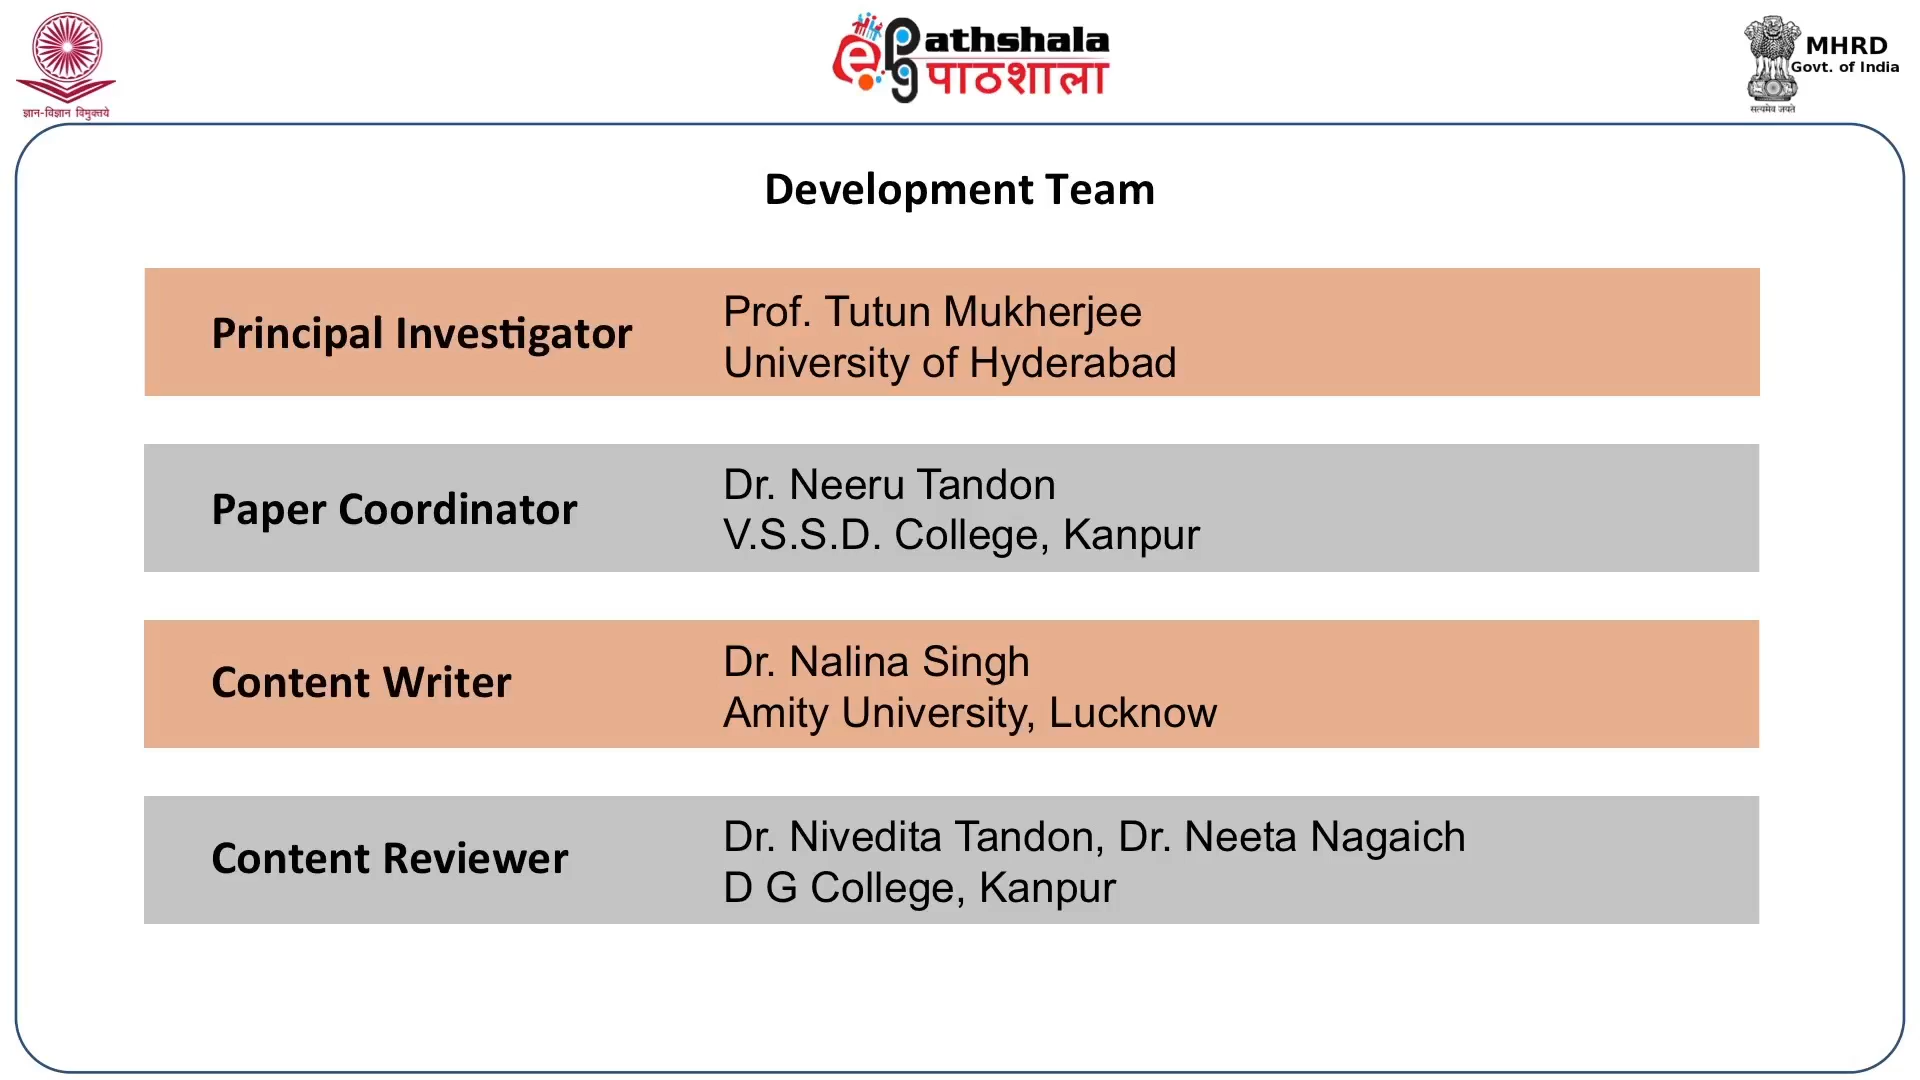 ज्ञान-विज्ञान विमुक्तये
e pg Pathshala
पाठशाला
MHRD
Govt. of India
सत्यमेव जयते
Development Team
Principal Investigator
Prof. Tutun Mukherjee
University of Hyderabad
Paper Coordinator
Dr. Neeru Tandon
V.S.S.D. College, Kanpur
Content Writer
Dr. Nalina Singh
Amity University, Lucknow
Content Reviewer
Dr. Nivedita Tandon, Dr. Neeta Nagaich
D G College, Kanpur